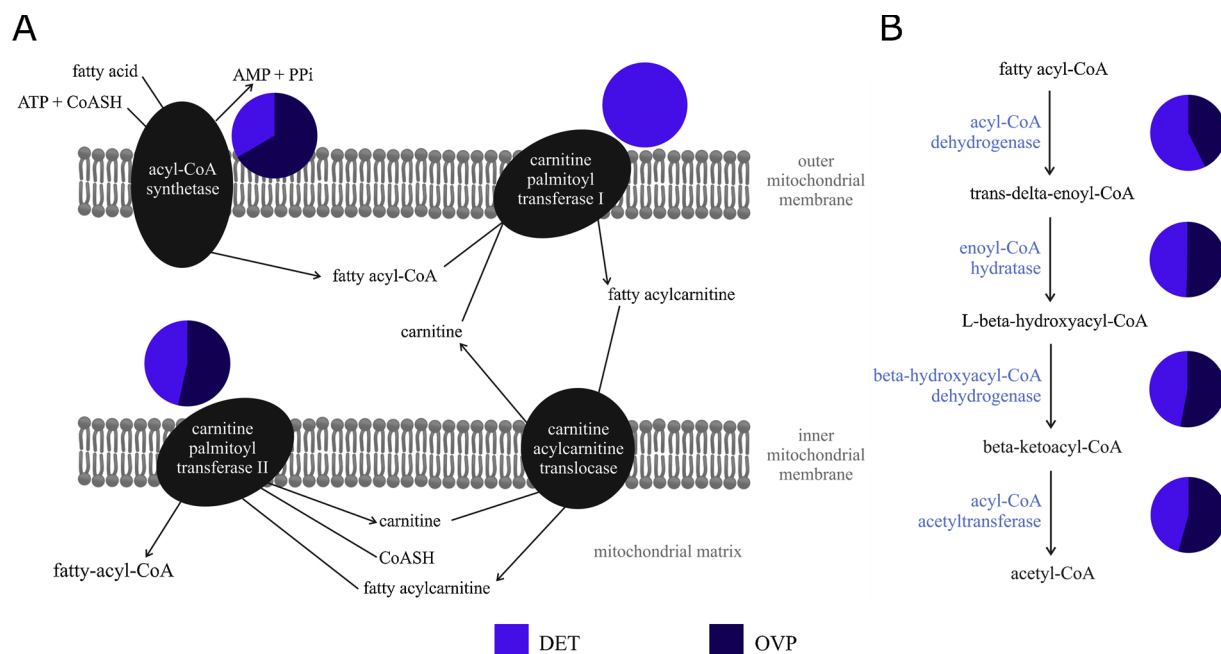 A
fatty acid
ATP + CoASH
AMP + PPi
acyl-CoA
synthetase
carnitine
palmitoyl
transferase I
outer
mitochondrial
membrane
fatty acyl-CoA
fatty acylcarnitine
carnitine
carnitine
palmitoyl
transferase II
carnitine
acylcarnitine
translocase
inner
mitochondrial
membrane
carnitine
CoASH
fatty acylcarnitine
fatty-acyl-CoA
mitochondrial matrix
B
fatty acyl-CoA
acyl-CoA
dehydrogenase
trans-delta-enoyl-CoA
enoyl-CoA
hydratase
L-beta-hydroxyacyl-CoA
beta-hydroxyacyl-CoA
dehydrogenase
beta-ketoacyl-CoA
acyl-CoA
acetyltransferase
acetyl-CoA
DET
OVP